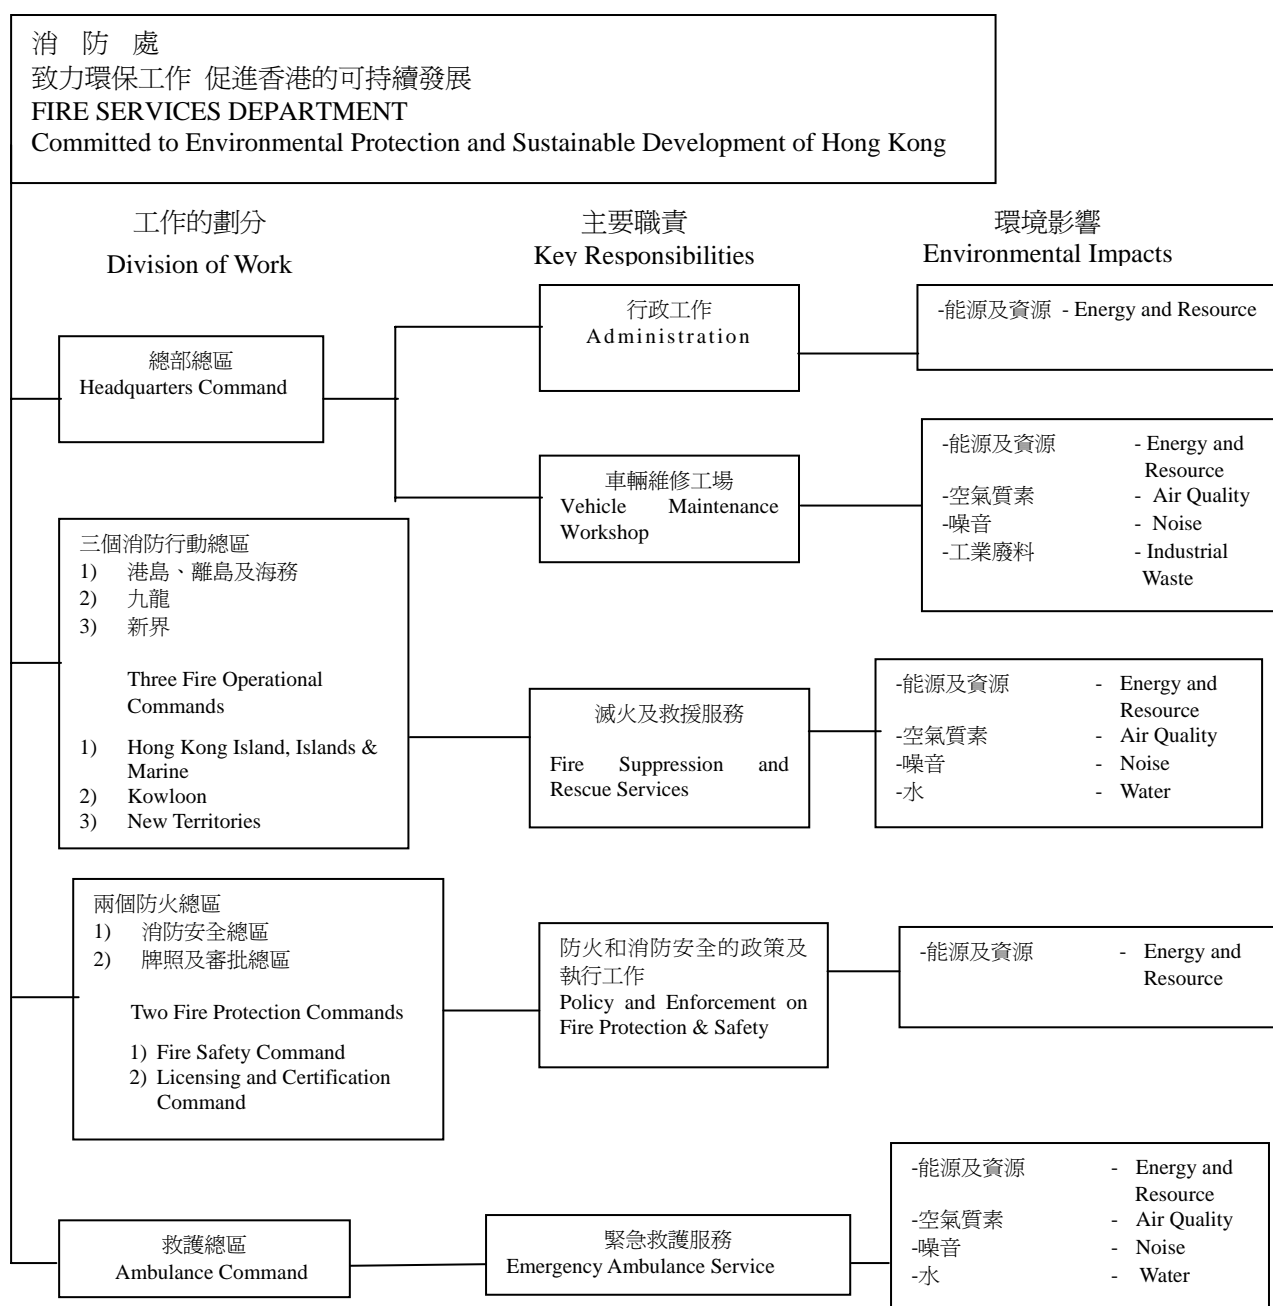 消 防 處
致力環保工作 促進香港的可持續發展
FIRE SERVICES DEPARTMENT
Committed to Environmental Protection and Sustainable Development of Hong Kong
工作的劃分
Division of Work
主要職責
Key Responsibilities
環境影響
Environmental Impacts
總部總區
Headquarters Command
行政工作
Administration
-能源及資源 - Energy and Resource
車輛維修工場
Vehicle Maintenance
Workshop
-能源及資源 - Energy and
Resource
-空氣質素 - Air Quality
-噪音 - Noise
-工業廢料 - Industrial
Waste
三個消防行動總區
1) 港島、離島及海務
2) 九龍
3) 新界
Three Fire Operational
Commands
1) Hong Kong Island, Islands &
Marine
2) Kowloon
3) New Territories
滅火及救援服務
Fire Suppression and
Rescue Services
-能源及資源 - Energy and
Resource
-空氣質素 - Air Quality
-噪音 - Noise
-水 - Water
兩個防火總區
1) 消防安全總區
2) 牌照及審批總區
Two Fire Protection Commands
1) Fire Safety Command
2) Licensing and Certification
Command
防火和消防安全的政策及
執行工作
Policy and Enforcement on
Fire Protection & Safety
-能源及資源 - Energy and
Resource
救護總區
Ambulance Command
緊急救護服務
Emergency Ambulance Service
-能源及資源 - Energy and
Resource
-空氣質素 - Air Quality
-噪音 - Noise
-水 - Water